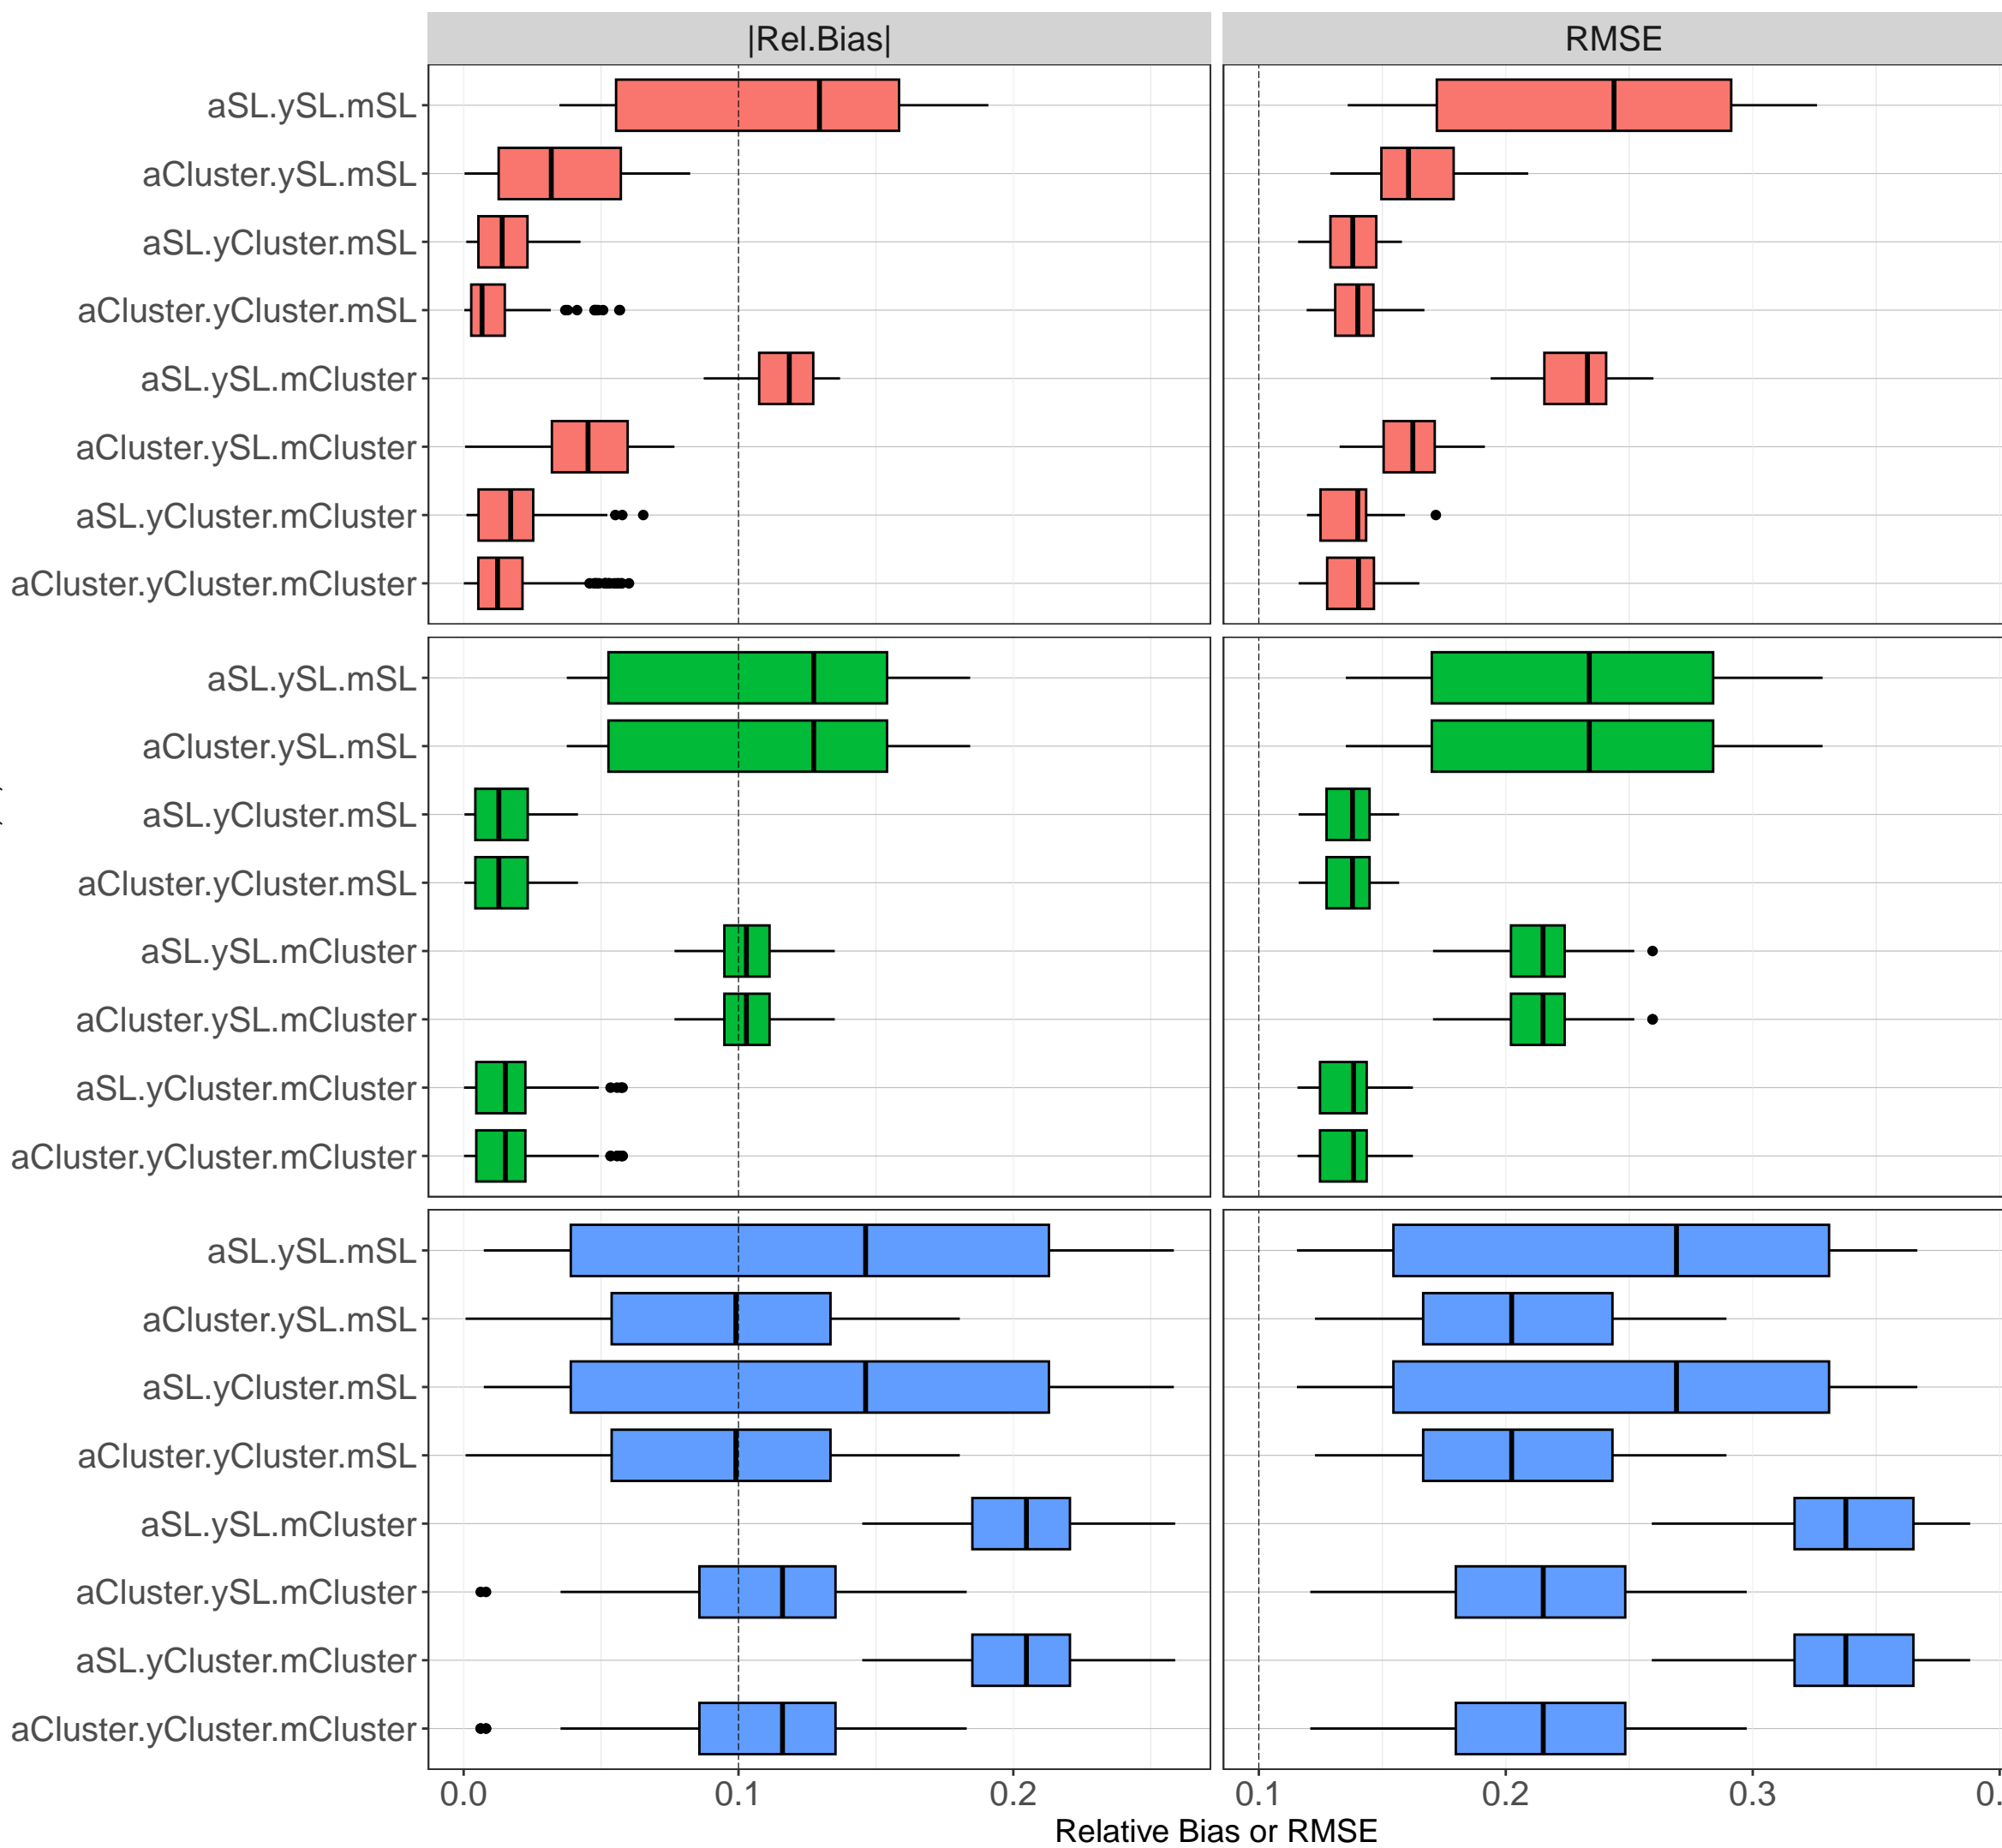 |Rel.Bias| RMSE
aSL.ySL.mSL
aCluster.ySL.mSL
aSL.yCluster.mSL
aCluster.yCluster.mSL
aSL.ySL.mCluster
aCluster.ySL.mCluster
aSL.yCluster.mCluster
aCluster.yCluster.mCluster
aSL.ySL.mSL
aCluster.ySL.mSL
aSL.yCluster.mSL
aCluster.yCluster.mSL
aSL.ySL.mCluster
aCluster.ySL.mCluster
aSL.yCluster.mCluster
aCluster.yCluster.mCluster
aSL.ySL.mSL
aCluster.ySL.mSL
aSL.yCluster.mSL
aCluster.yCluster.mSL
aSL.ySL.mCluster
aCluster.ySL.mCluster
aSL.yCluster.mCluster
aCluster.yCluster.mCluster
0.0 0.1 0.2 0.1 0.2 0.3
Relative Bias or RMSE